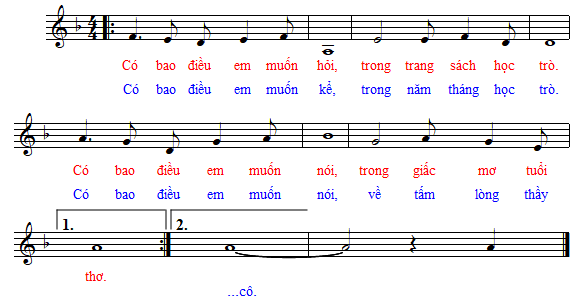 4
4
Có bao điều em muốn hỏi, trong trang sách học trò.
Có bao điều em muốn kể, trong năm tháng học trò.
Có bao điều em muốn nói, trong giấc mơ tuổi
Có bao điều em muốn nói, về tấm lòng thầy
1. 2.
thơ.
...cô.